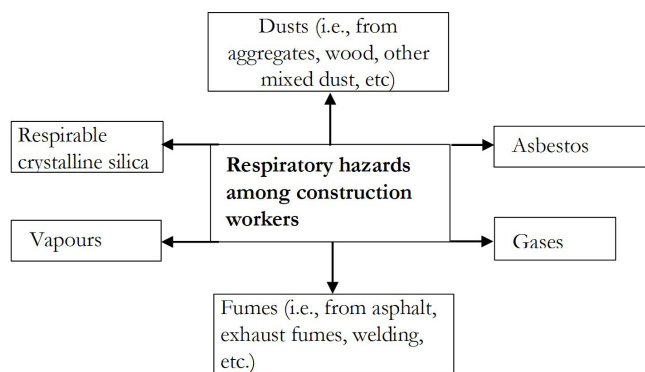 Dusts (i.e., from
aggregates, wood, other
mixed dust, etc)
Respirable
crystalline silica
Asbestos
Respiratory hazards
among construction
workers
Vapours
Gases
Fumes (i.e., from asphalt,
exhaust fumes, welding,
etc.)